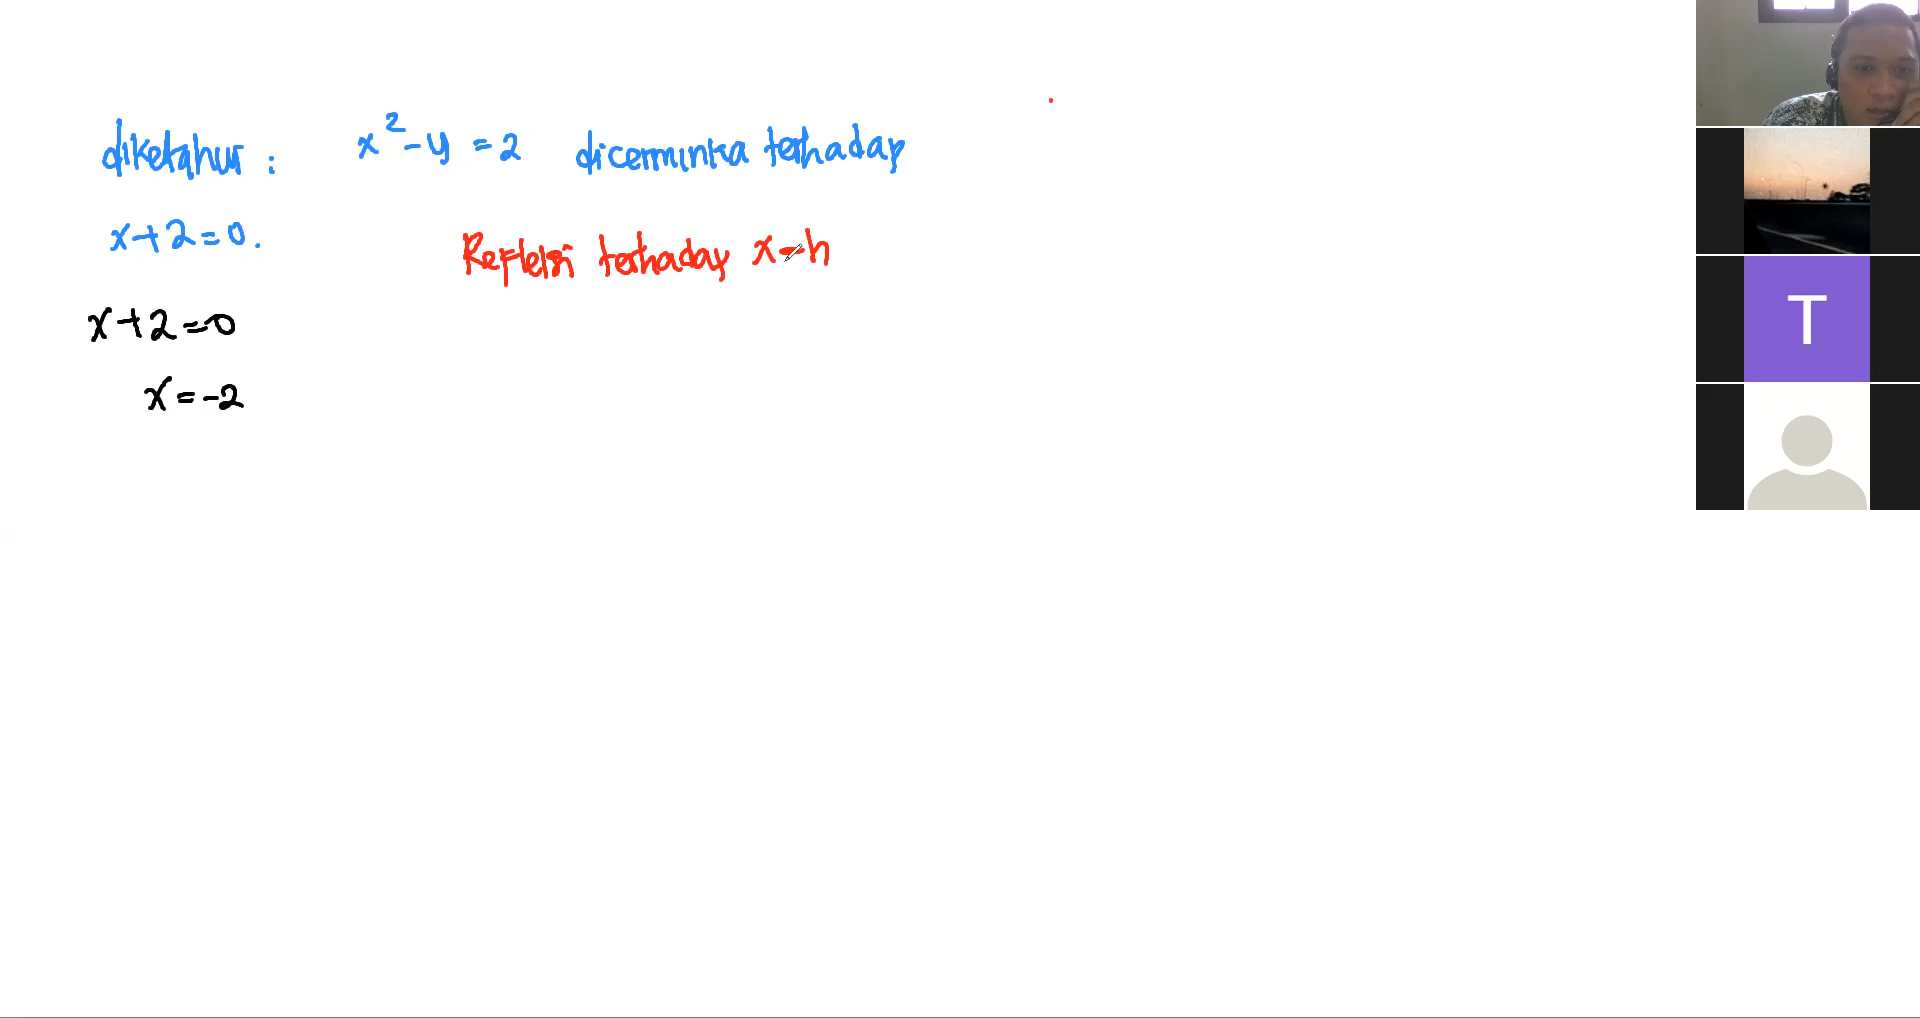 diketahui : x² - y = 2 dicerminka terhadap
x + 2 = 0.
Refleksi terhadap x = h
x + 2 = 0
x = -2
T